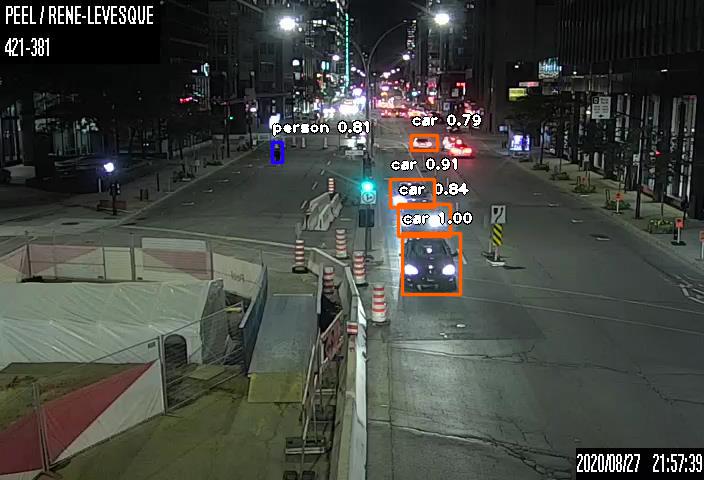 PEEL / RENE-LEVESQUE
421-381
car 0.79
person 0.81
car 0.91
car 0.84
car 1.00
2020/08/27 21:57:39